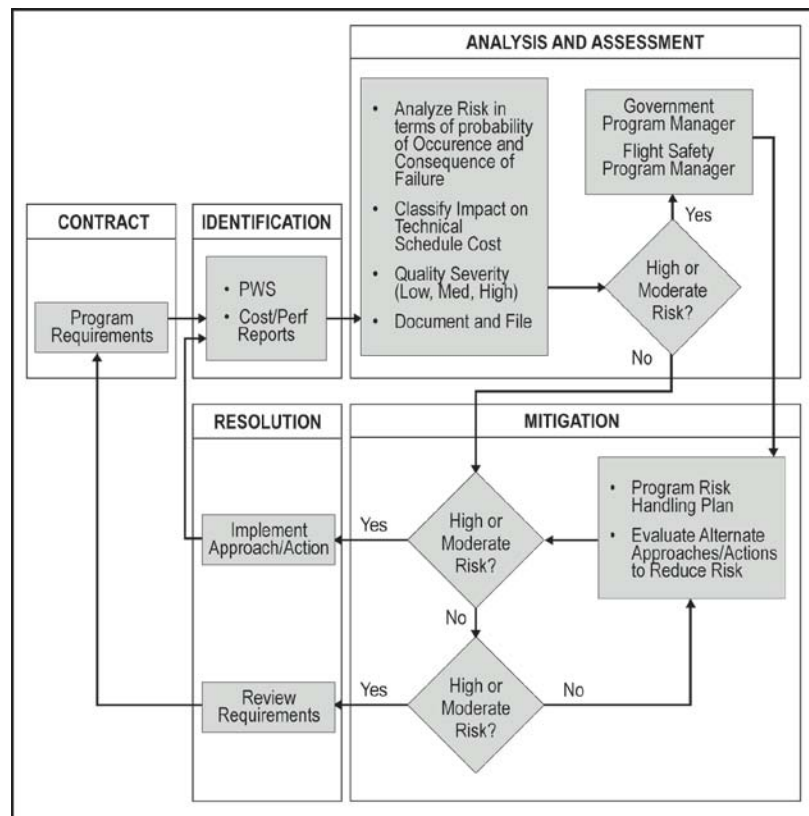 ANALYSIS AND ASSESSMENT
• Analyze Risk in
terms of probability
of Occurence and
Consequence of
Failure
• Classify Impact on
Technical
Schedule Cost
• Quality Severity
(Low, Med, High)
• Document and File
Government
Program Manager
Flight Safety
Program Manager
Yes
High or
Moderate
Risk?
No
CONTRACT
Program
Requirements
IDENTIFICATION
• PWS
• Cost/Perf
Reports
RESOLUTION
Implement
Approach/Action
Review
Requirements
MITIGATION
High or
Moderate
Risk?
Yes
No
• Program Risk
Handling Plan
• Evaluate Alternate
Approaches/Actions
to Reduce Risk
High or
Moderate
Risk?
Yes
No